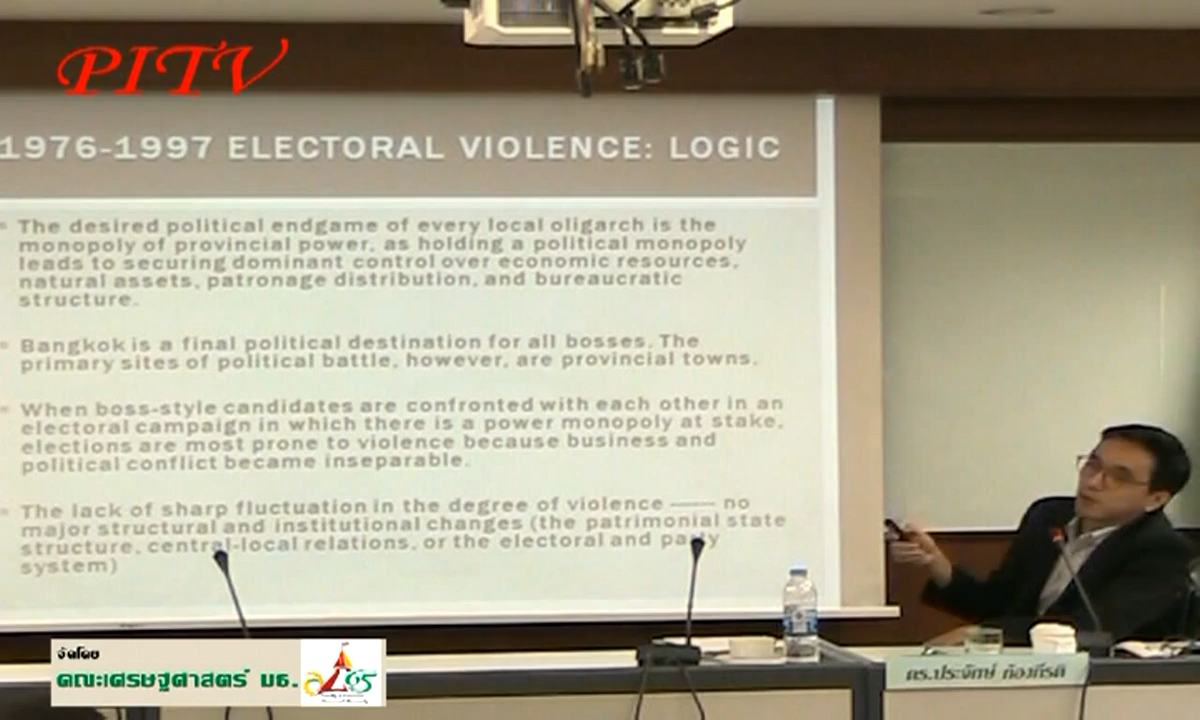 PITV
1976-1997 ELECTORAL VIOLENCE: LOGIC
The desired political endgame of every local oligarch is the
monopoly of provincial power, as holding a political monopoly
leads to securing dominant control over economic resources,
natural assets, patronage distribution, and bureaucratic
structure.
Bangkok is a final political destination for all bosses. The
primary sites of political battle, however, are provincial towns.
When boss-style candidates are confronted with each other in an
electoral campaign in which there is a power monopoly at stake,
elections are most prone to violence because business and
political conflict became inseparable.
The lack of sharp fluctuation in the degree of violence —— no
major structural and institutional changes (the patrimonial state
structure, central-local relations, or the electoral and party
system)
จัดโดย
คณะเศรษฐศาสตร์ มธ.
ดร.ประจักษ์ ก้องกีรติ